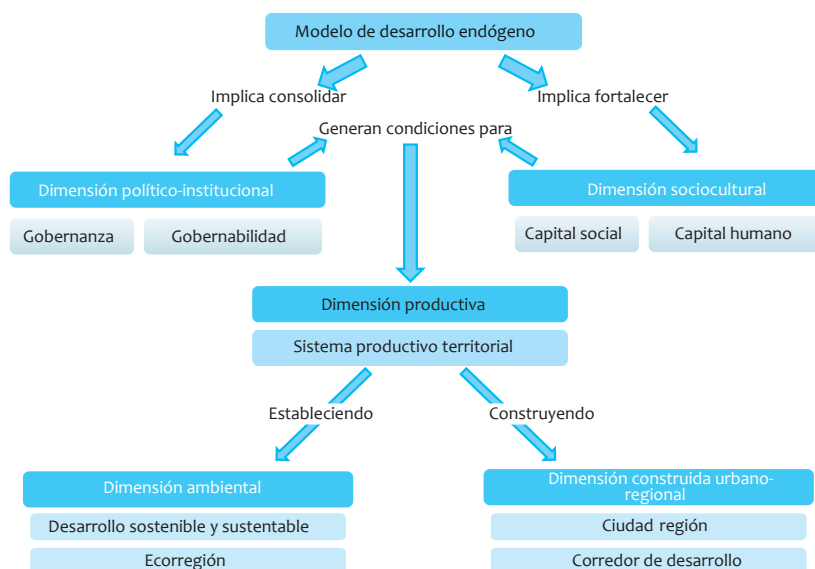 Modelo de desarrollo endógeno
Implica consolidar
Implica fortalecer
Generan condiciones para
Dimensión político-institucional
Dimensión sociocultural
Gobernanza
Gobernabilidad
Capital social
Capital humano
Dimensión productiva
Sistema productivo territorial
Estableciendo
Construyendo
Dimensión ambiental
Dimensión construida urbano-
regional
Desarrollo sostenible y sustentable
Ciudad región
Ecorregión
Corredor de desarrollo